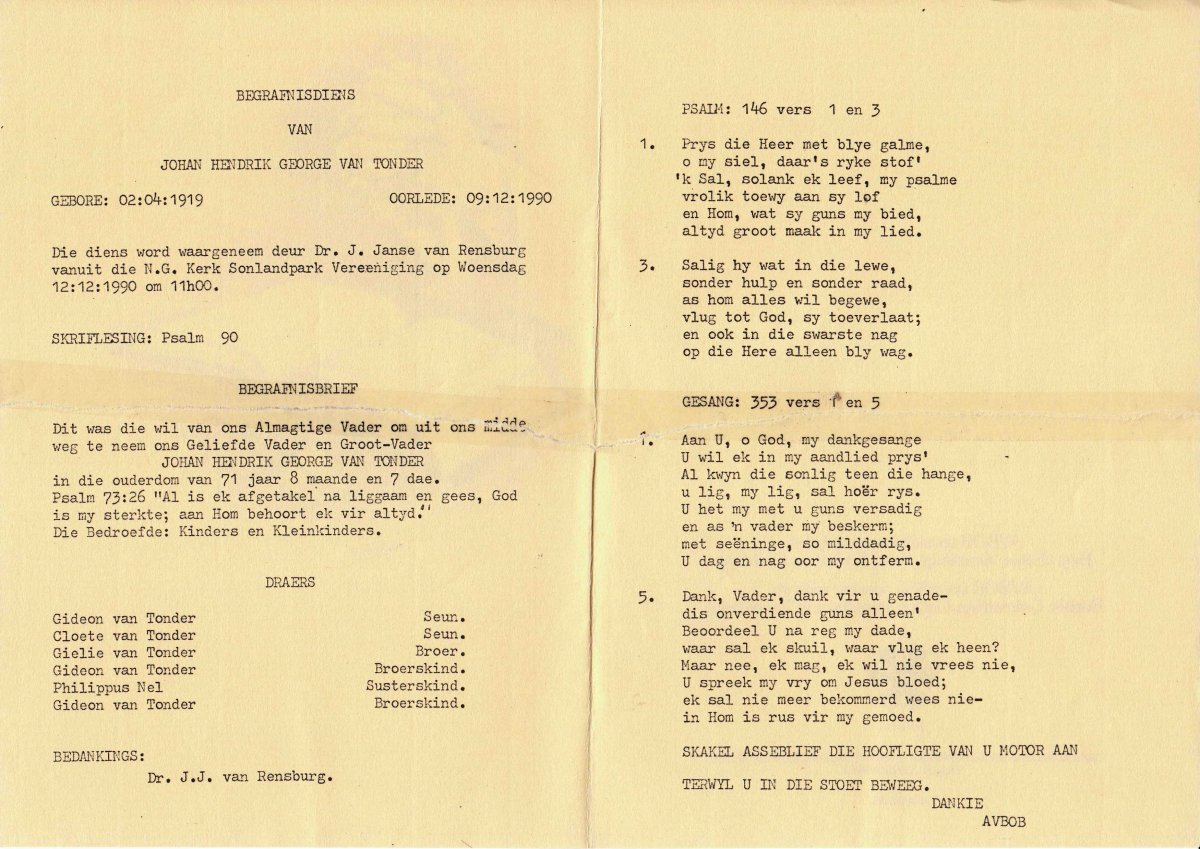 BEGRAFNISDIENS
VAN
JOHAN HENDRIK GEORGE VAN TONDER
GEBORE: 02:04:1919 OORLEDE: 09:12:1990
Die diens word waargeneem deur Dr. J. Janse van Rensburg
vanuit die N.G. Kerk Sonlandpark Vereeniging op Woensdag
12:12:1990 om 11h00.
SKRIFLESING: Psalm 90
BEGRAFNISBRIEF
Dit was die wil van ons Almagtige Vader om uit ons midde
weg te neem ons Geliefde Vader en Groot-Vader
JOHAN HENDRIK GEORGE VAN TONDER
in die ouderdom van 71 jaar 8 maande en 7 dae.
Psalm 73:26 "Al is ek afgetakel na liggaam en gees, God
is my sterkte; aan Hom behoort ek vir altyd."
Die Bedroefde: Kinders en Kleinkinders.
DRAERS
Gideon van Tonder Seun.
Cloete van Tonder Seun.
Gielie van Tonder Broer.
Gideon van Tonder Broerskind.
Philippus Nel Susterskind.
Gideon van Tonder Broerskind.
BEDANKINGS:
Dr. J.J. van Rensburg.
PSALM: 146 vers 1 en 3
1. Prys die Heer met blye galme,
o my siel, daar's ryke stof'
'k Sal, solank ek leef, my psalme
vrolik toewy aan sy lof
en Hom, wat sy guns my bied,
altyd groot maak in my lied.
3. Salig hy wat in die lewe,
sonder hulp en sonder raad,
as hom alles wil begewe,
vlug tot God, sy toeverlaat;
en ook in die swarste nag
op die Here alleen bly wag.
GESANG: 353 vers 1 en 5
1. Aan U, o God, my dankgesange
U wil ek in my aandlied prys'
Al kwyn die sonlig teen die hange,
u lig, my lig, sal hoër rys.
U het my met u guns versadig
en as 'n vader my beskerm;
met seëninge, so milddadig,
U dag en nag oor my ontferm.
5. Dank, Vader, dank vir u genade-
dis onverdiende guns alleen'
Beoordeel U na reg my dade,
waar sal ek skuil, waar vlug ek heen?
Maar nee, ek mag, ek wil nie vrees nie,
U spreek my vry om Jesus bloed;
ek sal nie meer bekommerd wees nie-
in Hom is rus vir my gemoed.
SKAKEL ASSEBLIEF DIE HOOFLIGTE VAN U MOTOR AAN
TERWYL U IN DIE STOET BEWEEG.
DANKIE
AVBOB